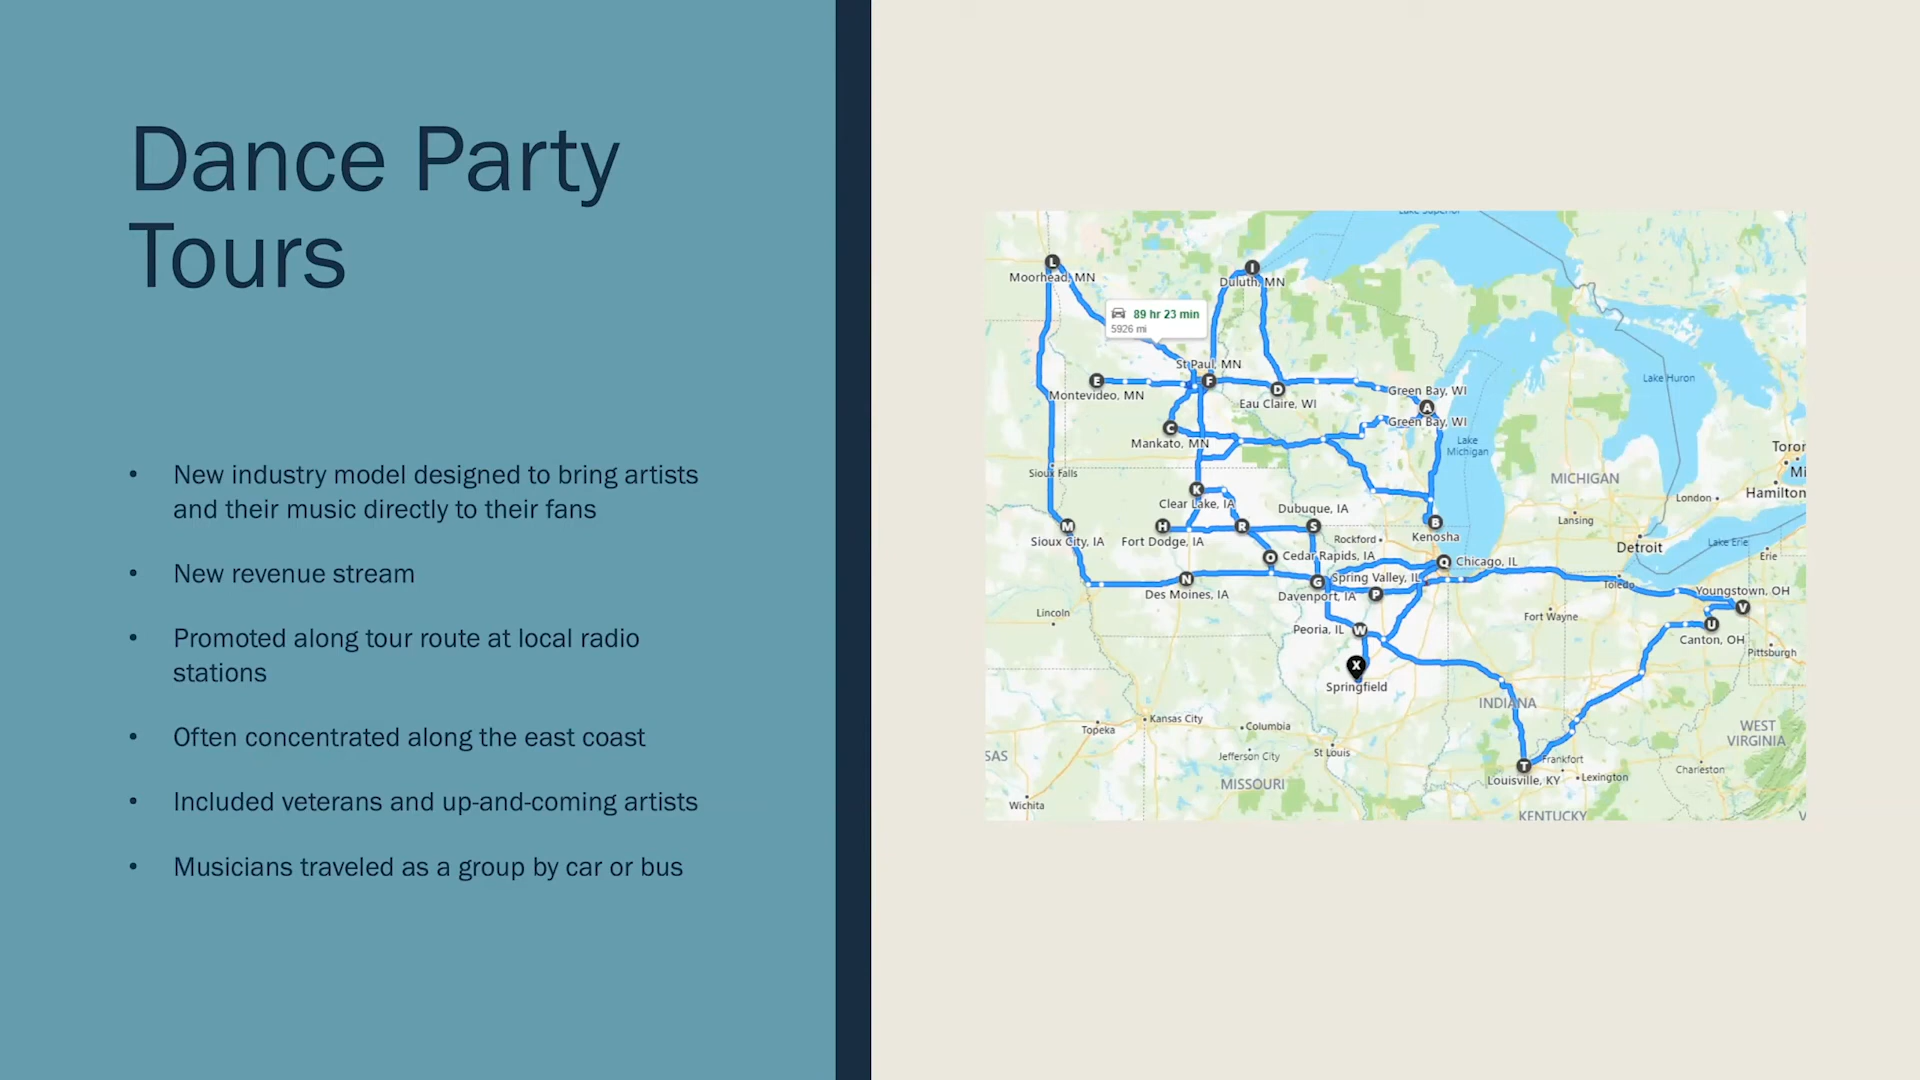 Dance Party
Tours
• New industry model designed to bring artists
and their music directly to their fans
• New revenue stream
• Promoted along tour route at local radio
stations
• Often concentrated along the east coast
• Included veterans and up-and-coming artists
• Musicians traveled as a group by car or bus
Lake Superior
L
Moorhead, MN
I
Duluth, MN
89 hr 23 min
5926 mi
St Paul, MN
E
F
D
Montevideo, MN
Eau Claire, WI
Green Bay, WI
A
Green Bay, WI
Lake Huron
C
Mankato, MN
Lake
Michigan
Toror
Mi
Sioux Falls
MICHIGAN
London
Hamilton
K
Clear Lake, IA
Dubuque, IA
M
H
R
S
B
Lansing
Sioux City, IA
Fort Dodge, IA
Rockford
Kenosha
Detroit
Lake Erie
Erie
O
Cedar Rapids, IA
Q
Chicago, IL
N
G
Spring Valley, IL
Toledo
Des Moines, IA
Davenport, IA
P
Youngstown, OH
V
Lincoln
Fort Wayne
U
Peoria, IL
W
Canton, OH
Pittsburgh
X
Springfield
INDIANA
Kansas City
Topeka
Columbia
WEST
VIRGINIA
SAS
Jefferson City
St Louis
T
Frankfort
Louisville, KY
Lexington
Charleston
MISSOURI
Wichita
KENTUCKY
V